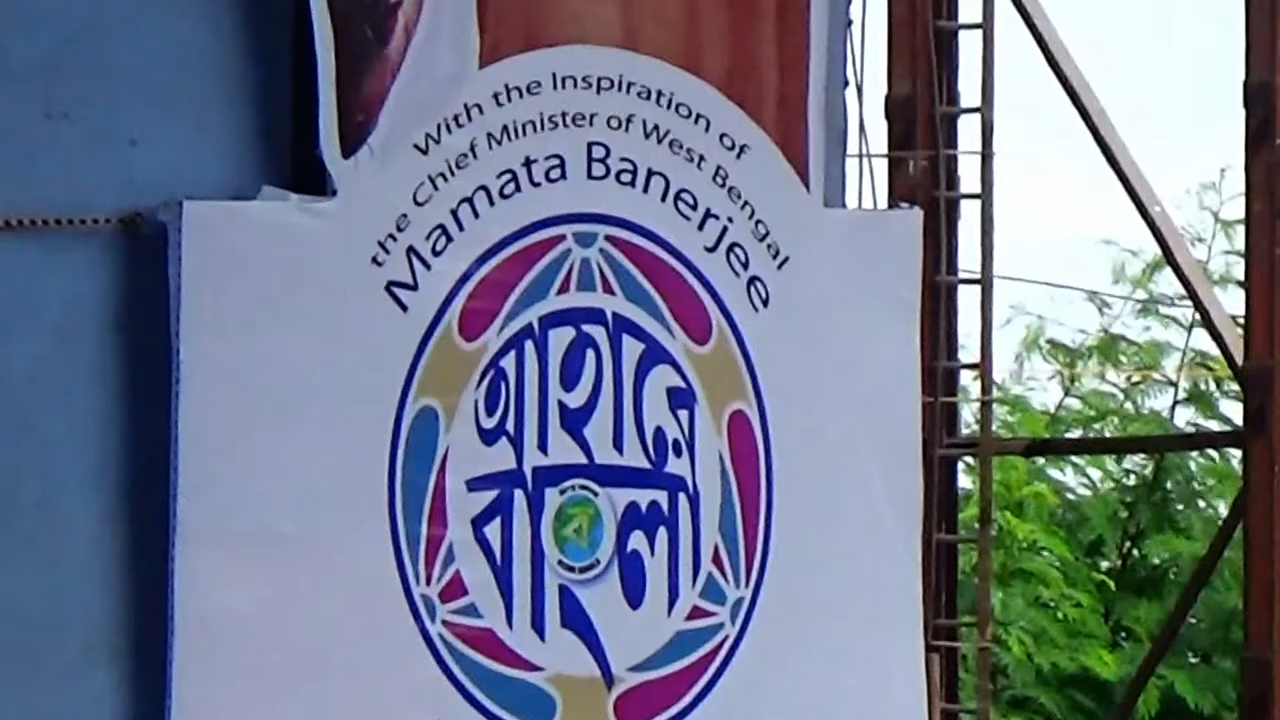 With the Inspiration of
the Chief Minister of West Bengal
Mamata Banerjee
আহারে
বাংলা